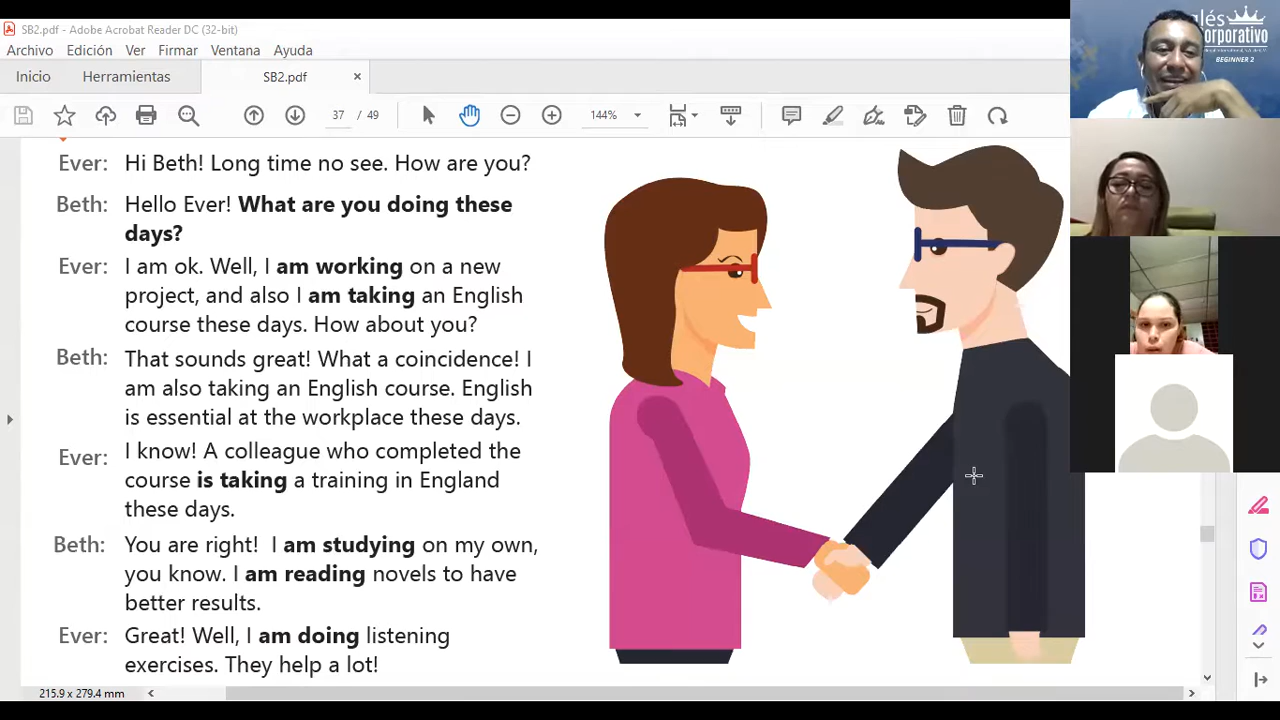 SB2.pdf - Adobe Acrobat Reader DC (32-bit)
Archivo Edición Ver Firmar Ventana Ayuda
Inicio Herramientas SB2.pdf ×
37 / 49 144%
Ever: Hi Beth! Long time no see. How are you?
Beth: Hello Ever! What are you doing these
days?
Ever: I am ok. Well, I am working on a new
project, and also I am taking an English
course these days. How about you?
Beth: That sounds great! What a coincidence! I
am also taking an English course. English
is essential at the workplace these days.
Ever: I know! A colleague who completed the
course is taking a training in England
these days.
Beth: You are right! I am studying on my own,
you know. I am reading novels to have
better results.
Ever: Great! Well, I am doing listening
exercises. They help a lot!
215.9 x 279.4 mm
glés
corporativo
BEGINNER 2